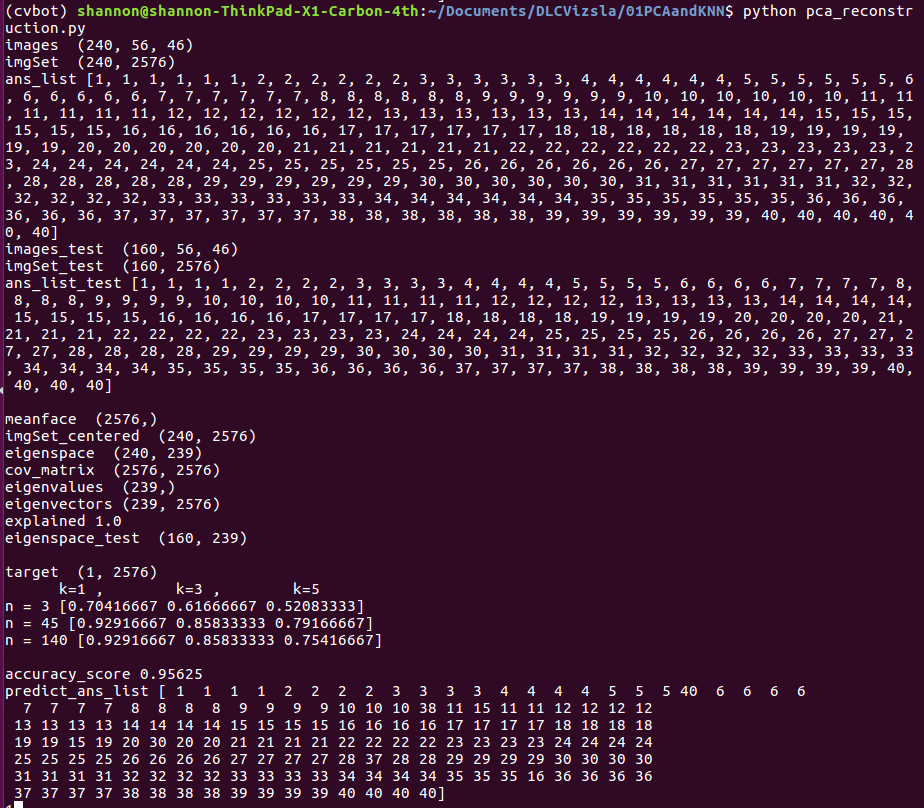 (cvbot) shannon@shannon-ThinkPad-X1-Carbon-4th:~/Documents/DLCVizsla/01PCAandKNN$ python pca_reconstr
uction.py
images  (240, 56, 46)
imgSet  (240, 2576)
ans_list [1, 1, 1, 1, 1, 1, 2, 2, 2, 2, 2, 2, 3, 3, 3, 3, 3, 3, 4, 4, 4, 4, 4, 4, 5, 5, 5, 5, 5, 5, 6
, 6, 6, 6, 6, 6, 7, 7, 7, 7, 7, 7, 8, 8, 8, 8, 8, 8, 9, 9, 9, 9, 9, 9, 10, 10, 10, 10, 10, 10, 11, 11
, 11, 11, 11, 11, 12, 12, 12, 12, 12, 12, 13, 13, 13, 13, 13, 13, 14, 14, 14, 14, 14, 14, 15, 15, 15,
 15, 15, 15, 16, 16, 16, 16, 16, 16, 17, 17, 17, 17, 17, 17, 18, 18, 18, 18, 18, 18, 19, 19, 19, 19, 
19, 19, 20, 20, 20, 20, 20, 20, 21, 21, 21, 21, 21, 21, 22, 22, 22, 22, 22, 22, 23, 23, 23, 23, 23, 2
3, 24, 24, 24, 24, 24, 24, 25, 25, 25, 25, 25, 25, 26, 26, 26, 26, 26, 26, 27, 27, 27, 27, 27, 27, 28
, 28, 28, 28, 28, 28, 29, 29, 29, 29, 29, 29, 30, 30, 30, 30, 30, 30, 31, 31, 31, 31, 31, 31, 32, 32,
 32, 32, 32, 32, 33, 33, 33, 33, 33, 33, 34, 34, 34, 34, 34, 34, 35, 35, 35, 35, 35, 35, 36, 36, 36, 
36, 36, 36, 37, 37, 37, 37, 37, 37, 38, 38, 38, 38, 38, 38, 39, 39, 39, 39, 39, 39, 40, 40, 40, 40, 4
0, 40]
images_test  (160, 56, 46)
imgSet_test  (160, 2576)
ans_list_test [1, 1, 1, 1, 2, 2, 2, 2, 3, 3, 3, 3, 4, 4, 4, 4, 5, 5, 5, 5, 6, 6, 6, 6, 7, 7, 7, 7, 8,
 8, 8, 8, 9, 9, 9, 9, 10, 10, 10, 10, 11, 11, 11, 11, 12, 12, 12, 12, 13, 13, 13, 13, 14, 14, 14, 14,
 15, 15, 15, 15, 16, 16, 16, 16, 17, 17, 17, 17, 18, 18, 18, 18, 19, 19, 19, 19, 20, 20, 20, 20, 21, 
21, 21, 21, 22, 22, 22, 22, 23, 23, 23, 23, 24, 24, 24, 24, 25, 25, 25, 25, 26, 26, 26, 26, 27, 27, 2
7, 27, 28, 28, 28, 28, 29, 29, 29, 29, 30, 30, 30, 30, 31, 31, 31, 31, 32, 32, 32, 32, 33, 33, 33, 33
, 34, 34, 34, 34, 35, 35, 35, 35, 36, 36, 36, 36, 37, 37, 37, 37, 38, 38, 38, 38, 39, 39, 39, 39, 40,
 40, 40, 40]
meanface  (2576,)
imgSet_centered  (240, 2576)
eigenspace  (240, 239)
cov_matrix  (2576, 2576)
eigenvalues  (239,)
eigenvectors (239, 2576)
explained 1.0
eigenspace_test  (160, 239)
target  (1, 2576)
      k=1 ,        k=3 ,        k=5
n = 3 [0.70416667 0.61666667 0.52083333]
n = 45 [0.92916667 0.85833333 0.79166667]
n = 140 [0.92916667 0.85833333 0.75416667]
accuracy_score 0.95625
predict_ans_list [ 1  1  1  1  2  2  2  2  3  3  3  3  4  4  4  4  5  5  5 40  6  6  6  6
  7  7  7  7  8  8  8  8  9  9  9  9 10 10 10 38 11 15 11 11 12 12 12 12
 13 13 13 13 14 14 14 14 15 15 15 15 16 16 16 16 17 17 17 17 18 18 18 18
 19 19 15 19 20 30 20 20 21 21 21 21 22 22 22 22 23 23 23 23 24 24 24 24
 25 25 25 25 26 26 26 26 27 27 27 27 28 37 28 28 29 29 29 29 30 30 30 30
 31 31 31 31 32 32 32 32 33 33 33 33 34 34 34 34 35 35 35 16 36 36 36 36
 37 37 37 37 38 38 38 38 39 39 39 39 40 40 40 40]